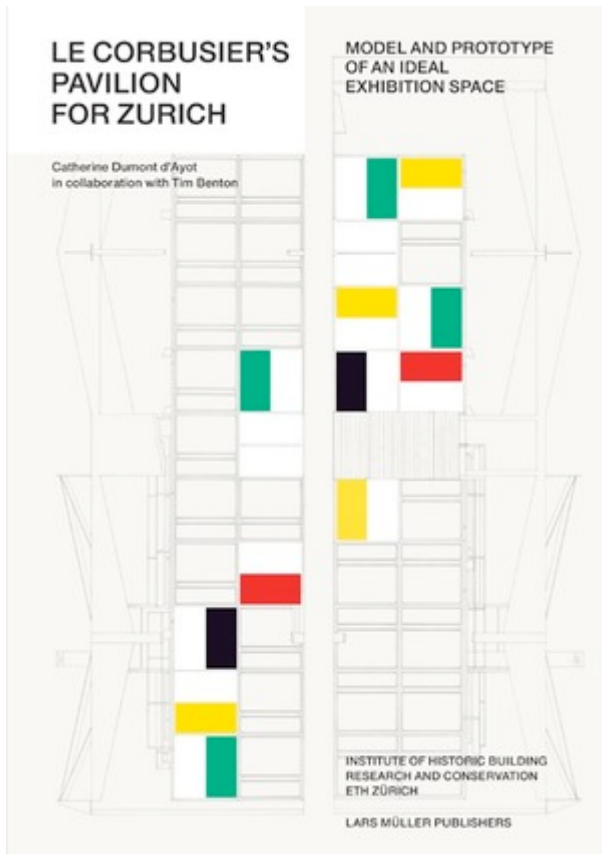 LE CORBUSIER'S
PAVILION
FOR ZURICH
MODEL AND PROTOTYPE
OF AN IDEAL
EXHIBITION SPACE
Catherine Dumont d'Ayot
in collaboration with Tim Benton
INSTITUTE OF HISTORIC BUILDING
RESEARCH AND CONSERVATION
ETH ZÜRICH
LARS MÜLLER PUBLISHERS